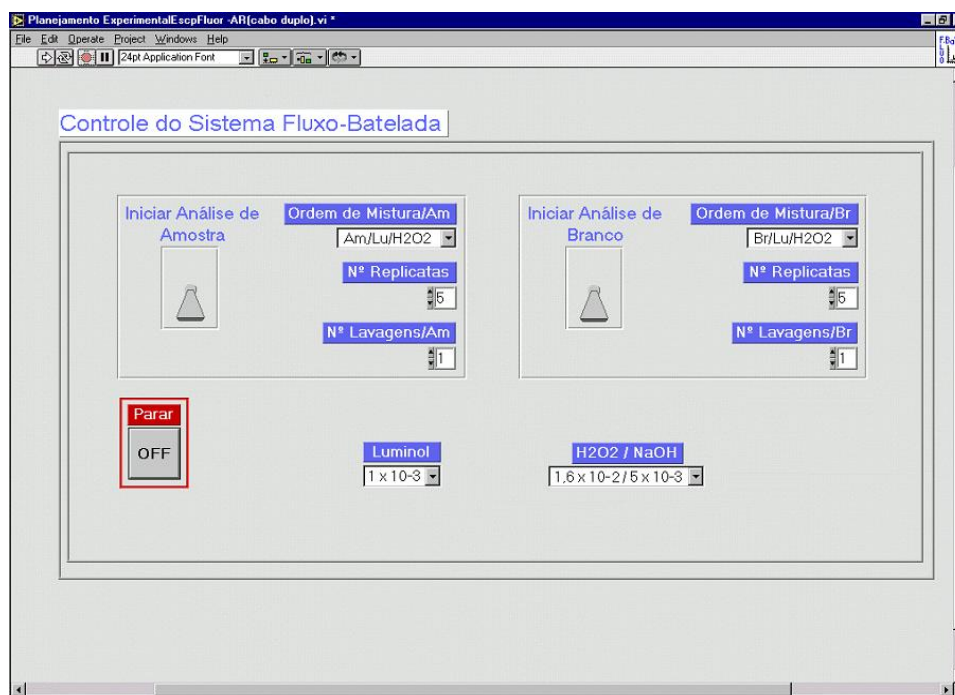 Planejamento ExperimentalEscpFluor -AR(cabo duplo).vi *
File Edit Operate Project Windows Help
24pt Application Font
Controle do Sistema Fluxo-Batelada
Iniciar Análise de
Amostra
Ordem de Mistura/Am
Am/Lu/H2O2
Nº Replicatas
5
Nº Lavagens/Am
1
Iniciar Análise de
Branco
Ordem de Mistura/Br
Br/Lu/H2O2
Nº Replicatas
5
Nº Lavagens/Br
1
Parar
OFF
Luminol
1 x 10-3
H2O2 / NaOH
1,6 x 10-2/5 x 10-3